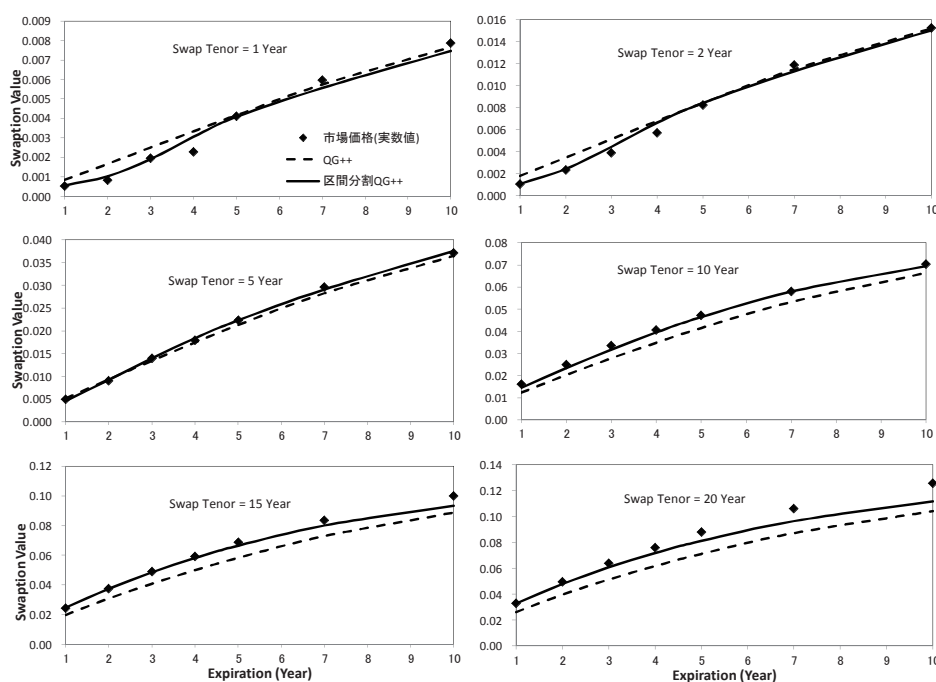 Swap Tenor = 1 Year
Swaption Value
0.009
0.008
0.007
0.006
0.005
0.004
0.003
0.002
0.001
0.000
市場価格(実数値)
QG++
区間分割QG++
1 2 3 4 5 6 7 8 9 10
Swap Tenor = 2 Year
0.016
0.014
0.012
0.010
0.008
0.006
0.004
0.002
0.000
1 2 3 4 5 6 7 8 9 10
Swap Tenor = 5 Year
Swaption Value
0.040
0.035
0.030
0.025
0.020
0.015
0.010
0.005
0.000
1 2 3 4 5 6 7 8 9 10
Swap Tenor = 10 Year
0.08
0.07
0.06
0.05
0.04
0.03
0.02
0.01
0.00
1 2 3 4 5 6 7 8 9 10
Swap Tenor = 15 Year
Swaption Value
0.12
0.10
0.08
0.06
0.04
0.02
0.00
1 2 3 4 5 6 7 8 9 10
Expiration (Year)
Swap Tenor = 20 Year
0.14
0.12
0.10
0.08
0.06
0.04
0.02
0.00
1 2 3 4 5 6 7 8 9 10
Expiration (Year)